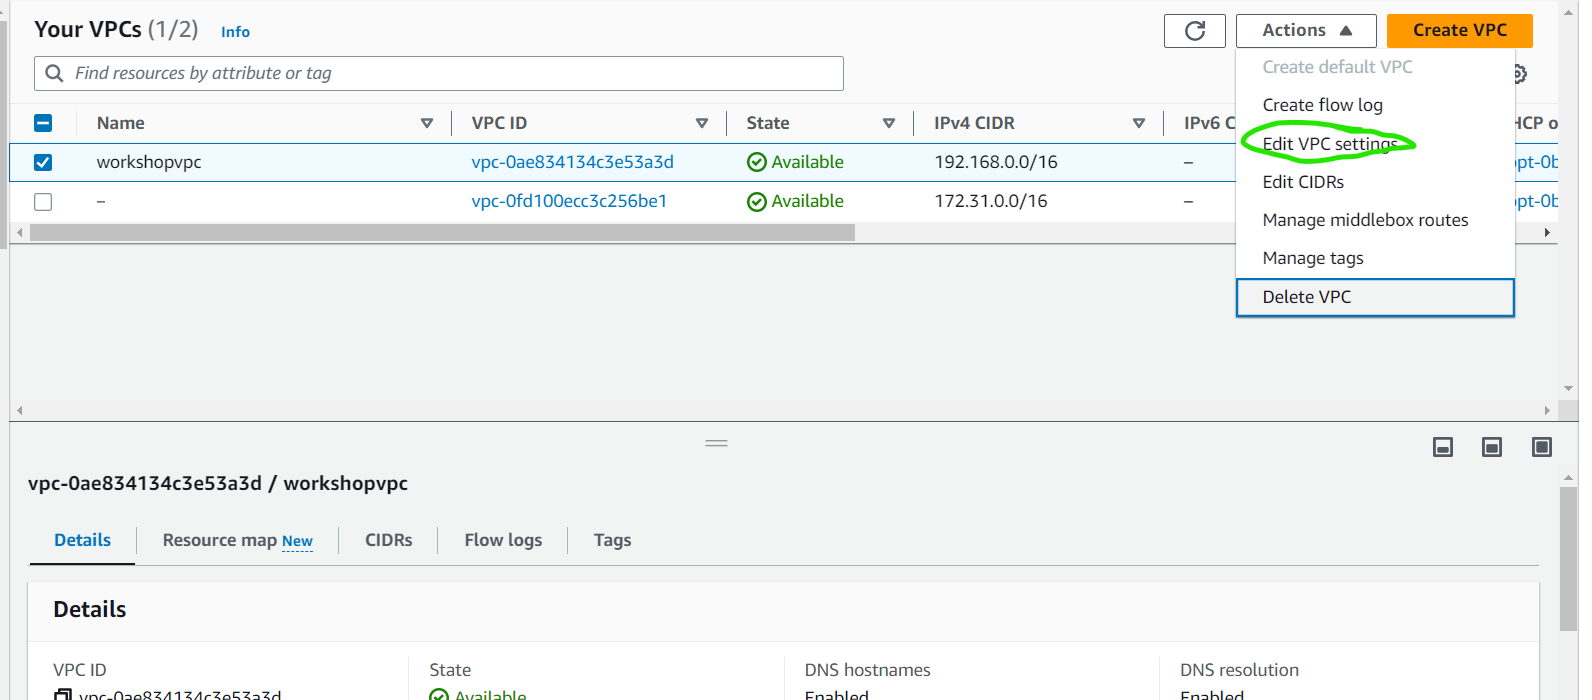 Your VPCs (1/2) Info
Actions
Create VPC
Find resources by attribute or tag
Create default VPC
Create flow log
Edit VPC settings
Edit CIDRs
Manage middlebox routes
Manage tags
Delete VPC
Name VPC ID State IPv4 CIDR IPv6 C HCP o
workshopvpc vpc-0ae834134c3e53a3d Available 192.168.0.0/16 – opt-0b
– vpc-0fd100ecc3c256be1 Available 172.31.0.0/16 – opt-0b
vpc-0ae834134c3e53a3d / workshopvpc
Details Resource map New CIDRs Flow logs Tags
Details
VPC ID State DNS hostnames DNS resolution
vpc-0ae834134c3e53a3d Available Enabled Enabled